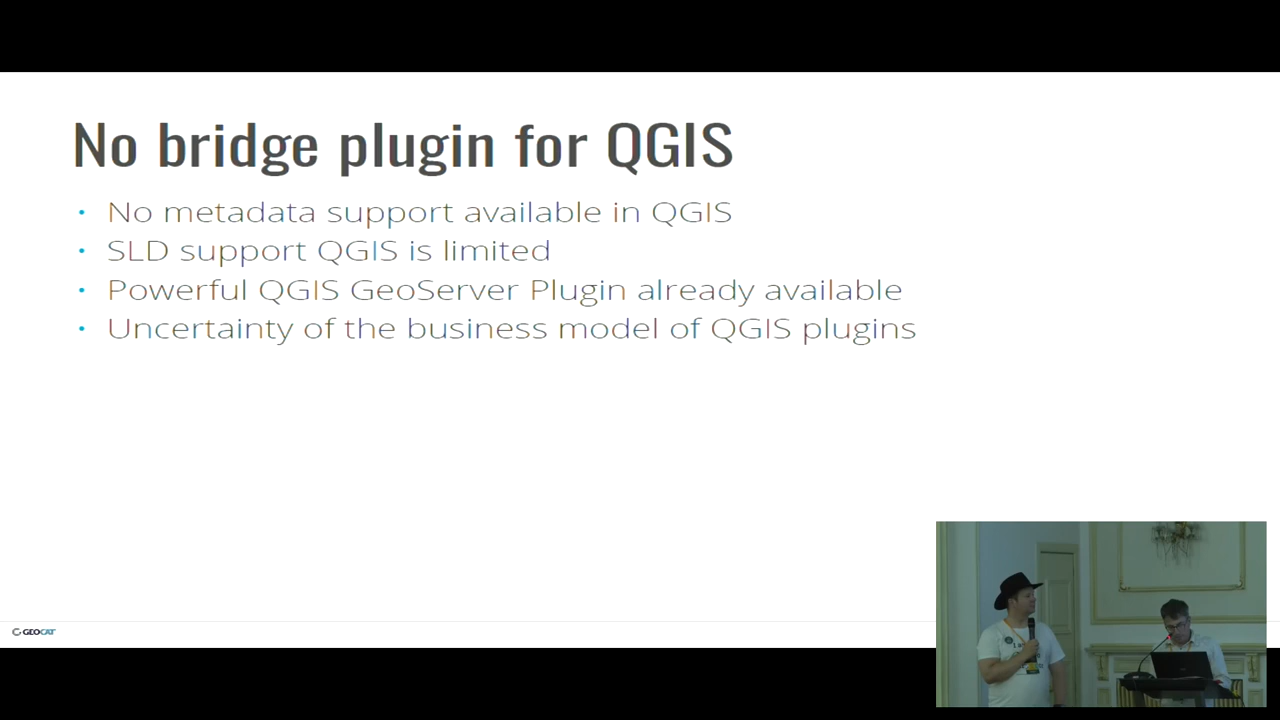 No bridge plugin for QGIS
• No metadata support available in QGIS
• SLD support QGIS is limited
• Powerful QGIS GeoServer Plugin already available
• Uncertainty of the business model of QGIS plugins
GEOCAT